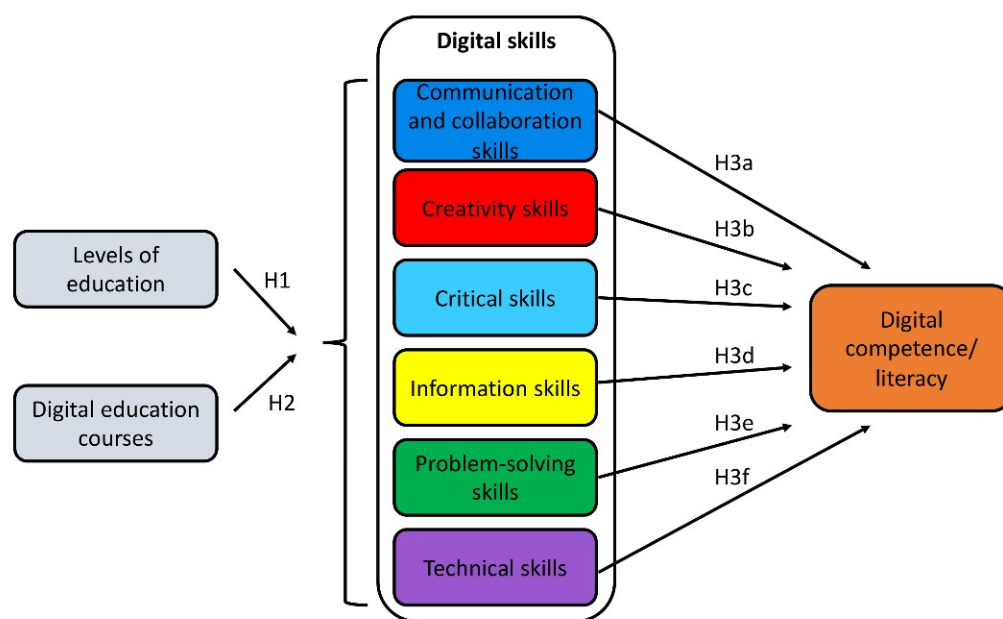 Digital skills
Communication
and collaboration
skills
Creativity skills
Critical skills
Information skills
Problem-solving
skills
Technical skills
Levels of
education
Digital education
courses
H1
H2
H3a
H3b
H3c
H3d
H3e
H3f
Digital
competence/
literacy